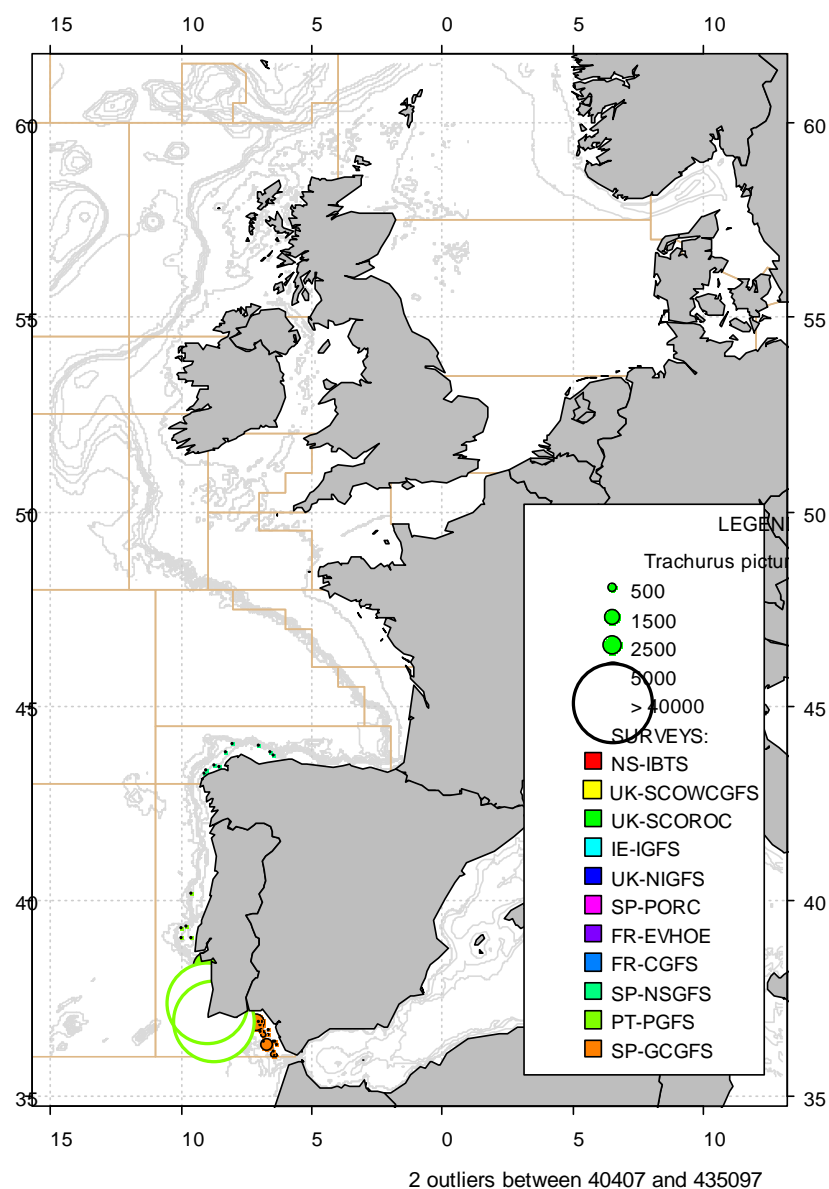 15 10 5 0 5 10
60 60
55 55
50 50
45 45
40 40
35 35
LEGEN
Trachurus pictur
500
1500
2500
5000
> 40000
SURVEYS:
NS-IBTS
UK-SCOWCGFS
UK-SCOROC
IE-IGFS
UK-NIGFS
SP-PORC
FR-EVHOE
FR-CGFS
SP-NSGFS
PT-PGFS
SP-GCGFS
15 10 5 0 5 10
2 outliers between 40407 and 435097